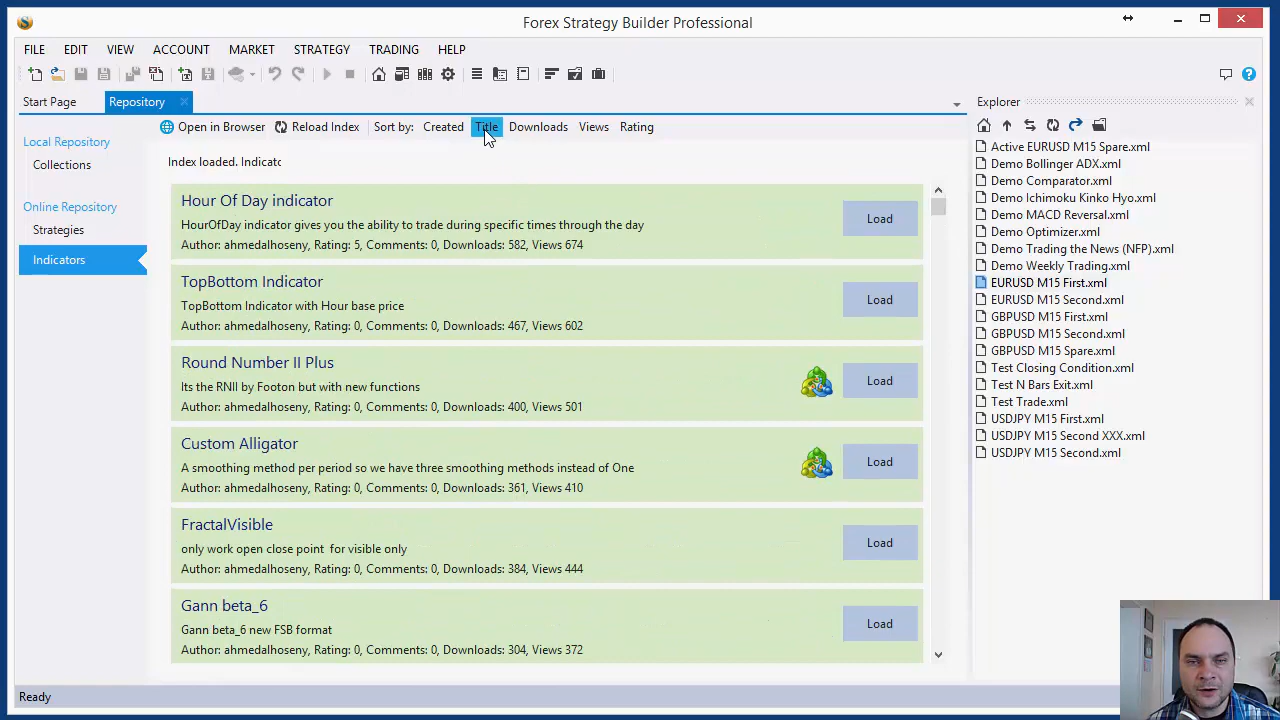 Forex Strategy Builder Professional
FILE EDIT VIEW ACCOUNT MARKET STRATEGY TRADING HELP
Start Page
Repository
Explorer
Open in Browser Reload Index Sort by: Created Title Downloads Views Rating
Local Repository
Collections
Online Repository
Strategies
Indicators
Index loaded. Indicatc
Hour Of Day indicator
HourOfDay indicator gives you the ability to trade during specific times through the day
Author: ahmedalhoseny, Rating: 5, Comments: 0, Downloads: 582, Views 674
Load
TopBottom Indicator
TopBottom Indicator with Hour base price
Author: ahmedalhoseny, Rating: 0, Comments: 0, Downloads: 467, Views 602
Load
Round Number II Plus
Its the RNII by Footon but with new functions
Author: ahmedalhoseny, Rating: 0, Comments: 0, Downloads: 400, Views 501
Load
Custom Alligator
A smoothing method per period so we have three smoothing methods instead of One
Author: ahmedalhoseny, Rating: 0, Comments: 0, Downloads: 361, Views 410
Load
FractalVisible
only work open close point for visible only
Author: ahmedalhoseny, Rating: 0, Comments: 0, Downloads: 384, Views 444
Load
Gann beta_6
Gann beta_6 new FSB format
Author: ahmedalhoseny, Rating: 0, Comments: 0, Downloads: 304, Views 372
Load
Active EURUSD M15 Spare.xml
Demo Bollinger ADX.xml
Demo Comparator.xml
Demo Ichimoku Kinko Hyo.xml
Demo MACD Reversal.xml
Demo Optimizer.xml
Demo Trading the News (NFP).xml
Demo Weekly Trading.xml
EURUSD M15 First.xml
EURUSD M15 Second.xml
GBPUSD M15 First.xml
GBPUSD M15 Second.xml
GBPUSD M15 Spare.xml
Test Closing Condition.xml
Test N Bars Exit.xml
Test Trade.xml
USDJPY M15 First.xml
USDJPY M15 Second XXX.xml
USDJPY M15 Second.xml
Ready